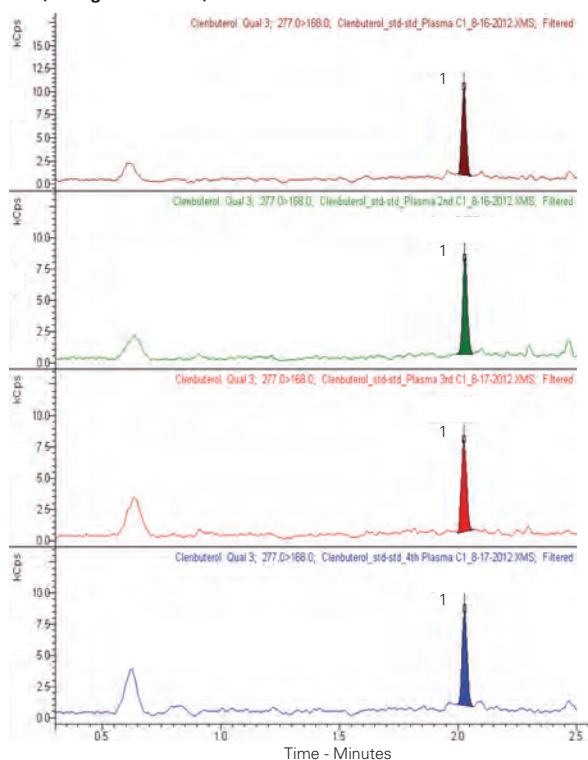 Clenbuterol Qual 3; 277.0>168.0; Clenbuterol_std-std_Plasma C1_8-16-2012.XMS; Filtered
kCps
15.0
12.5
10.0
7.5
5.0
2.5
0.0
1
Clenbuterol Qual 3; 277.0>168.0; Clenbuterol_std-std_Plasma 2nd C1_8-16-2012.XMS; Filtered
kCps
10.0
7.5
5.0
2.5
0.0
1
Clenbuterol Qual 3; 277.0>168.0; Clenbuterol_std-std_Plasma 3rd C1_8-17-2012.XMS; Filtered
kCps
10.0
7.5
5.0
2.5
0.0
1
Clenbuterol Qual 3; 277.0>168.0; Clenbuterol_std-std_4th Plasma C1_8-17-2012.XMS; Filtered
kCps
10.0
7.5
5.0
2.5
0.0
1
0.5 1.0 1.5 2.0 2.5
Time - Minutes